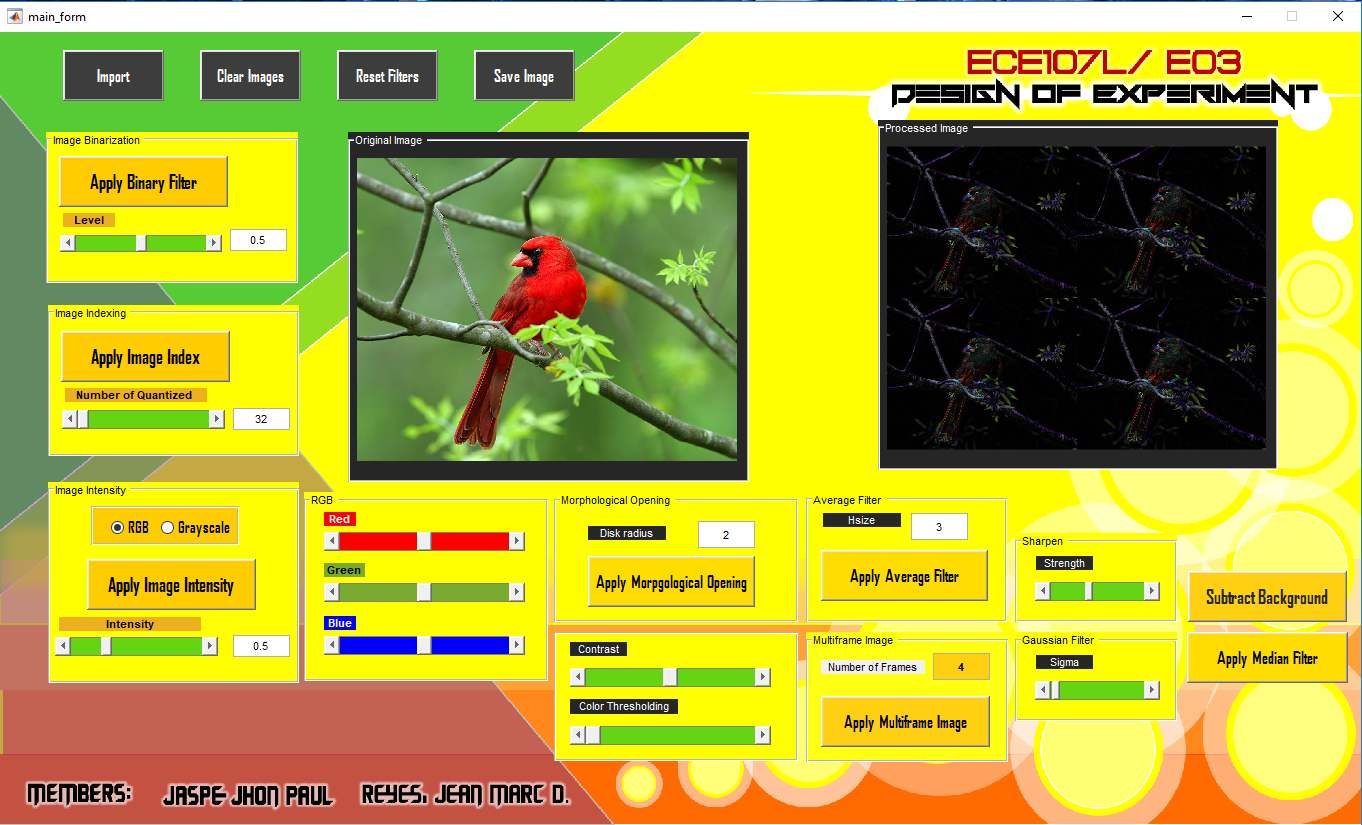 main_form
Import
Clear Images
Reset Filters
Save Image
ECE107L/ E03
DESIGN OF EXPERIMENT
Image Binarization
Apply Binary Filter
Level
0.5
Original Image
Processed Image
Image Indexing
Apply Image Index
Number of Quantized
32
Image Intensity
RGB
Grayscale
Apply Image Intensity
Intensity
0.5
RGB
Red
Green
Blue
Morphological Opening
Disk radius
2
Apply Morpgological Opening
Contrast
Color Thresholding
Average Filter
Hsize
3
Apply Average Filter
Multiframe Image
Number of Frames
4
Apply Multiframe Image
Sharpen
Strength
Gaussian Filter
Sigma
Subtract Background
Apply Median Filter
MEMBERS: JASPE JHON PAUL REYES, JEAN MARC D.